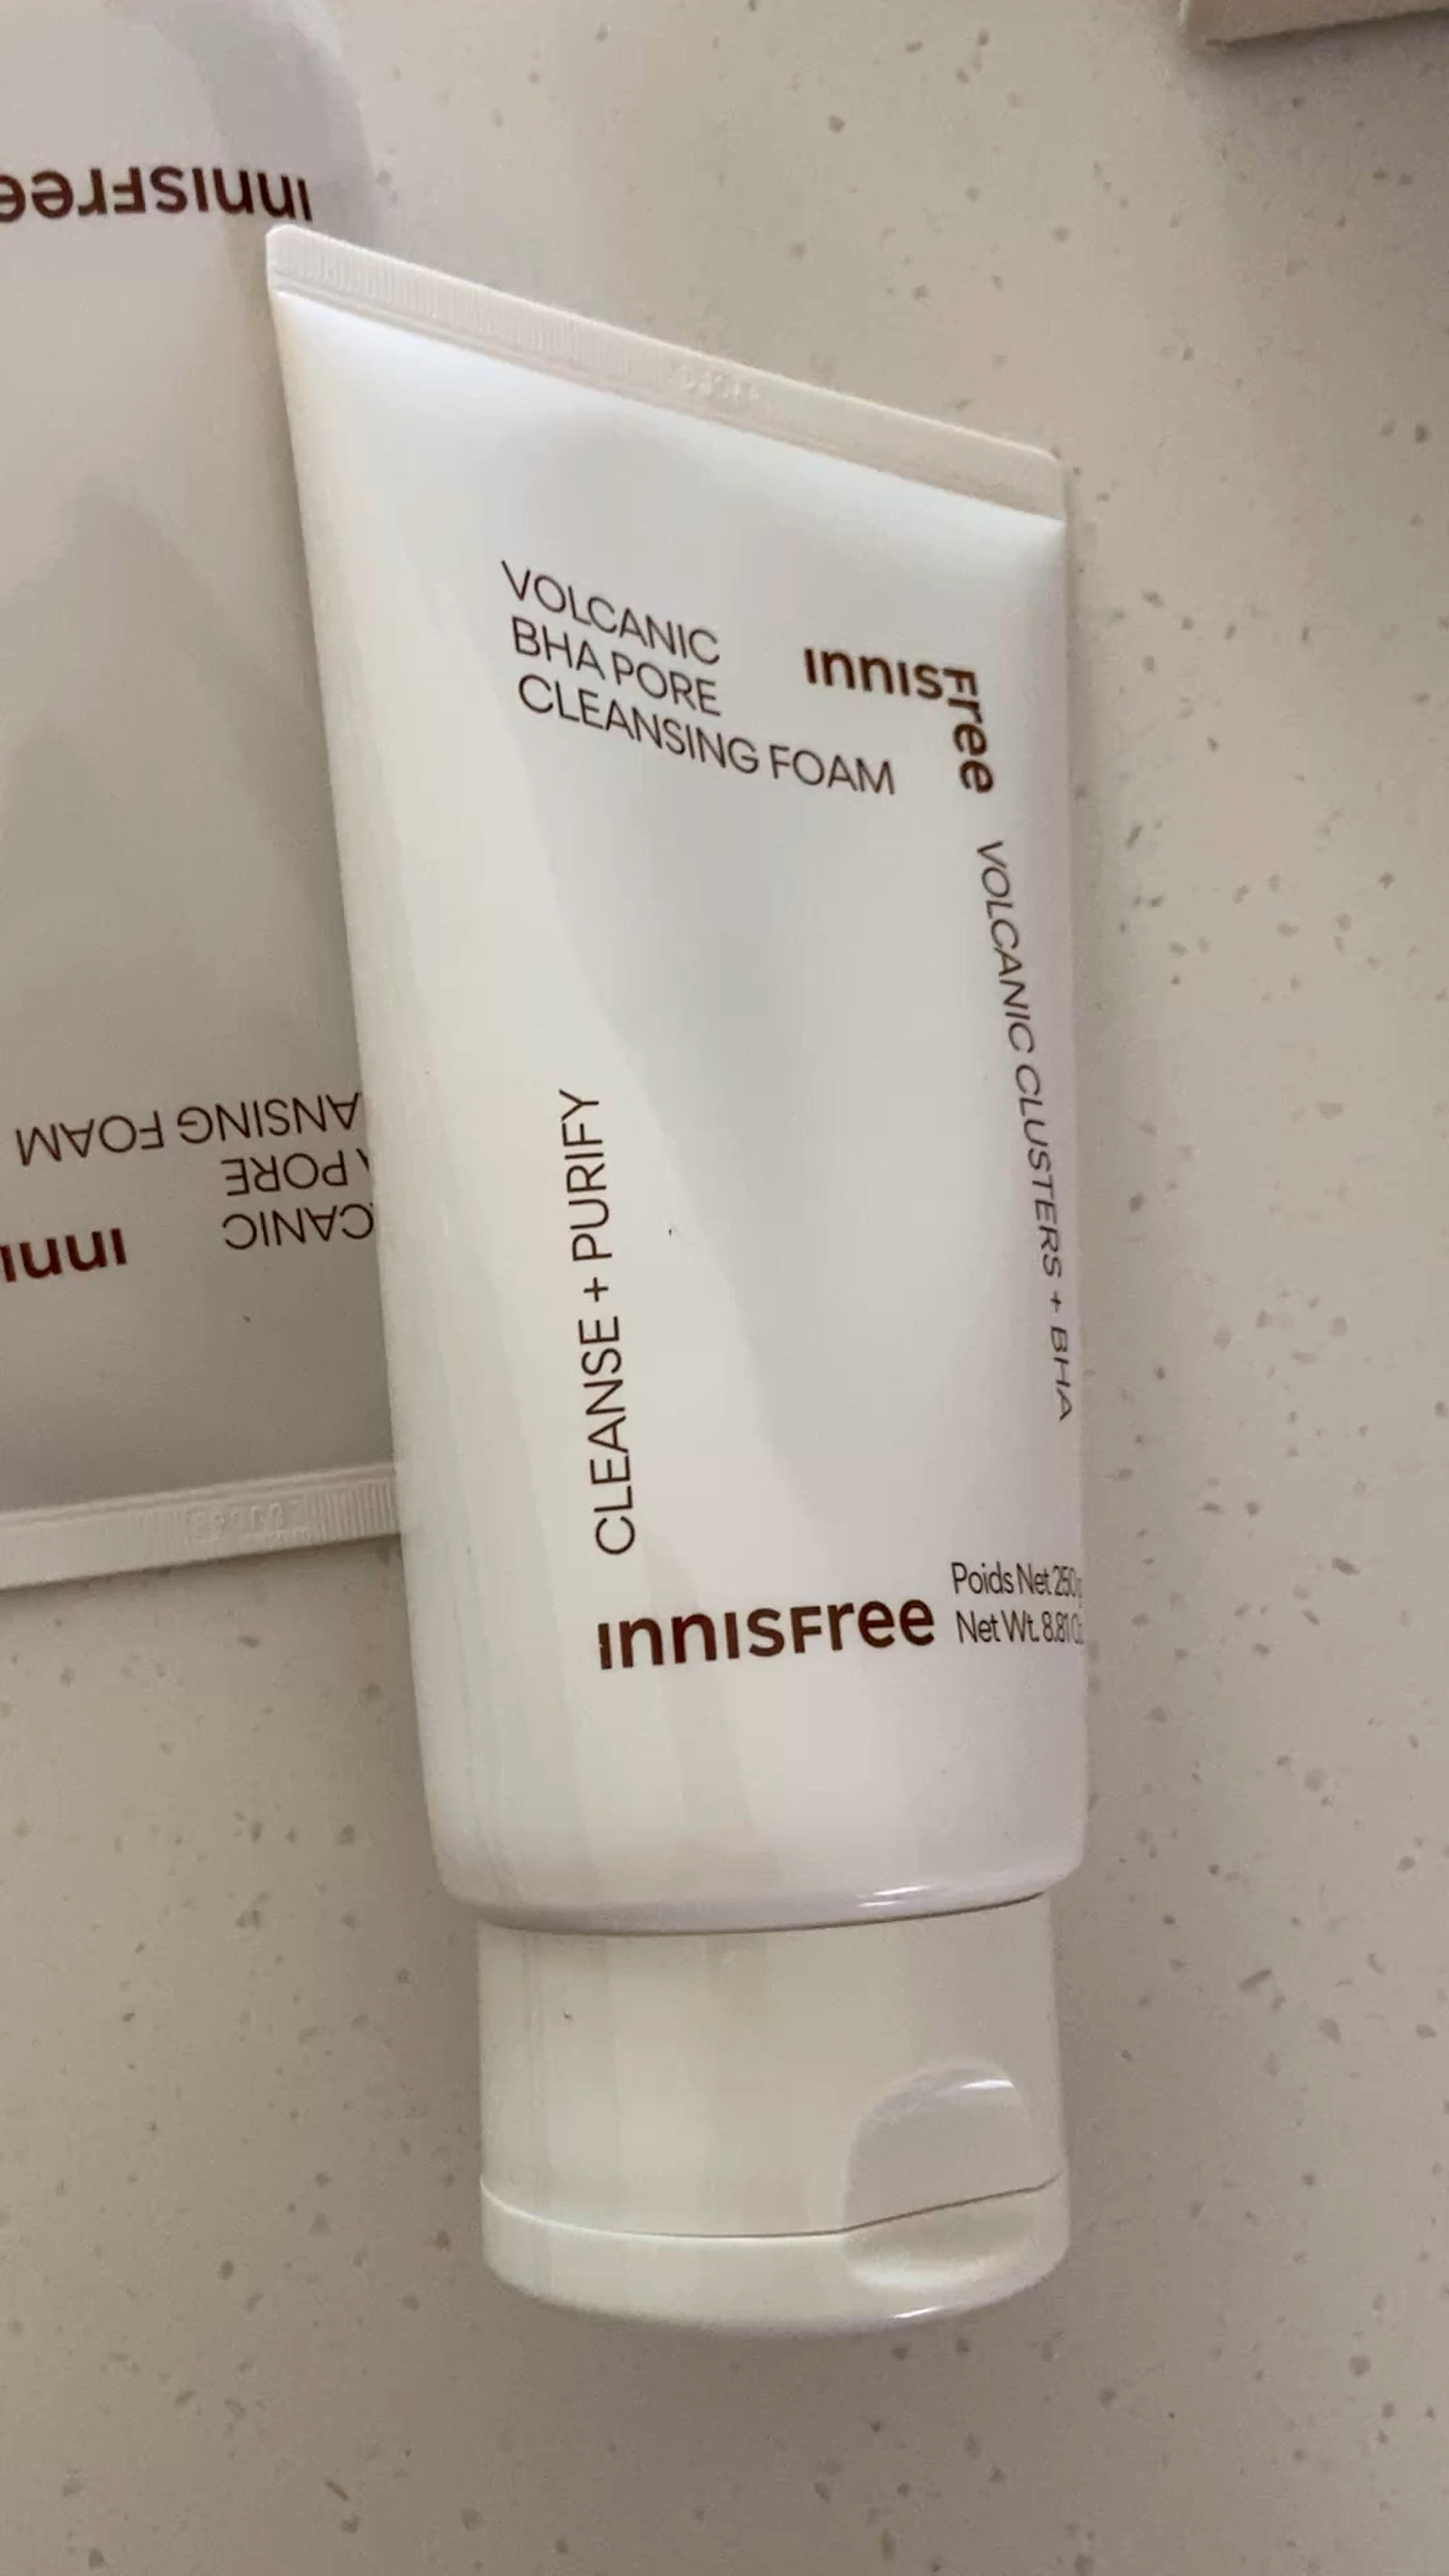 INNISFree
VOLCANIC
BHA PORE
CLEANSING FOAM
INNISFree
VOLCANIC CLUSTERS + BHA
CLEANSE + PURIFY
INNISFree
Poids Net 250g
Net Wt. 8.81 Oz
ANSING FOAM
PORE
CANIC
INNI